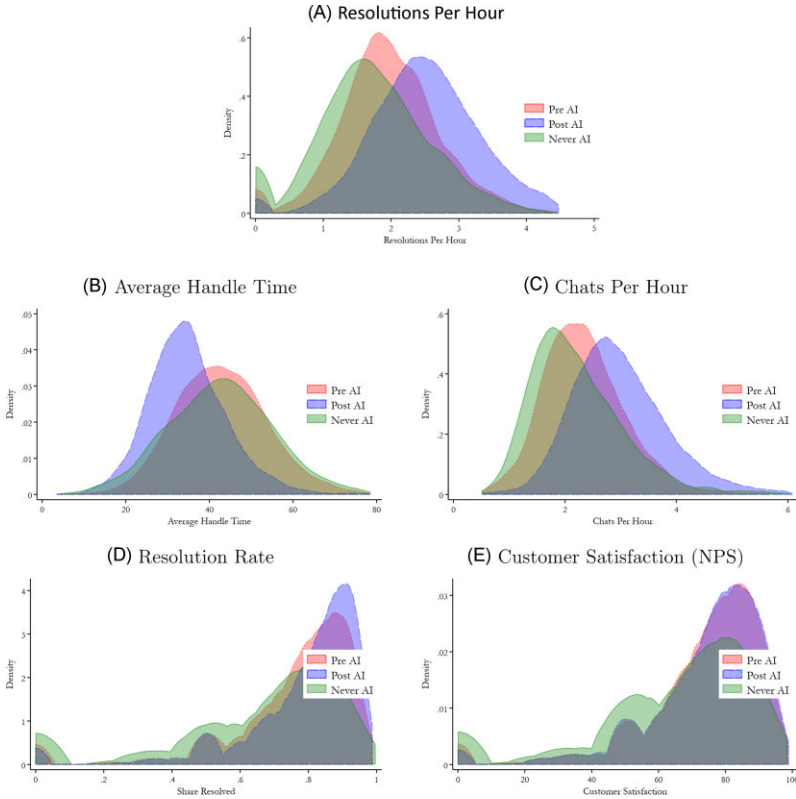 (A) Resolutions Per Hour
.6
.4
.2
0
Density
0 1 2 3 4 5
Resolutions Per Hour
Pre AI
Post AI
Never AI
(B) Average Handle Time
.05
.04
.03
.02
.01
0
Density
0 20 40 60 80
Average Handle Time
Pre AI
Post AI
Never AI
(C) Chats Per Hour
.6
.4
.2
0
Density
0 2 4 6
Chats Per Hour
Pre AI
Post AI
Never AI
(D) Resolution Rate
4
3
2
1
0
Density
0 .2 .4 .6 .8 1
Share Resolved
Pre AI
Post AI
Never AI
(E) Customer Satisfaction (NPS)
.03
.02
.01
0
Density
0 20 40 60 80 100
Customer Satisfaction
Pre AI
Post AI
Never AI